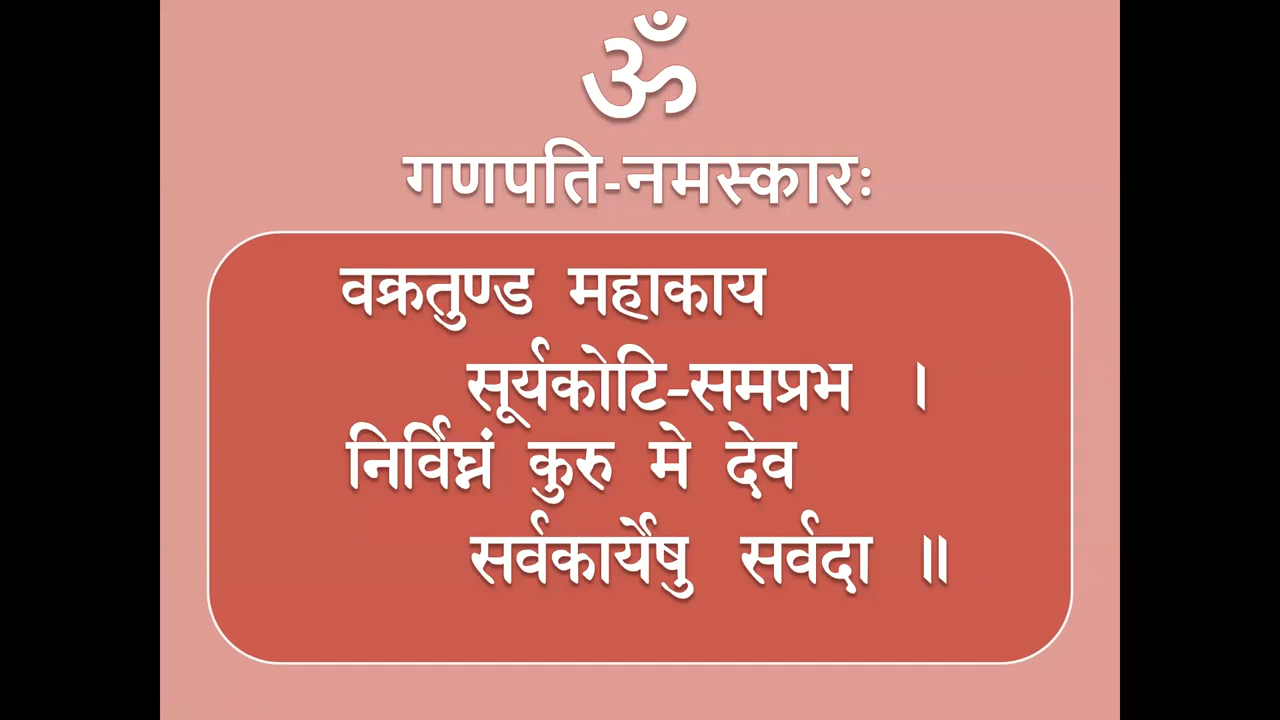 ॐ
गणपति-नमस्कारः
वक्रतुण्ड महाकाय
सूर्यकोटि-समप्रभ ।
निर्विघ्नं कुरु मे देव
सर्वकार्येषु सर्वदा ॥